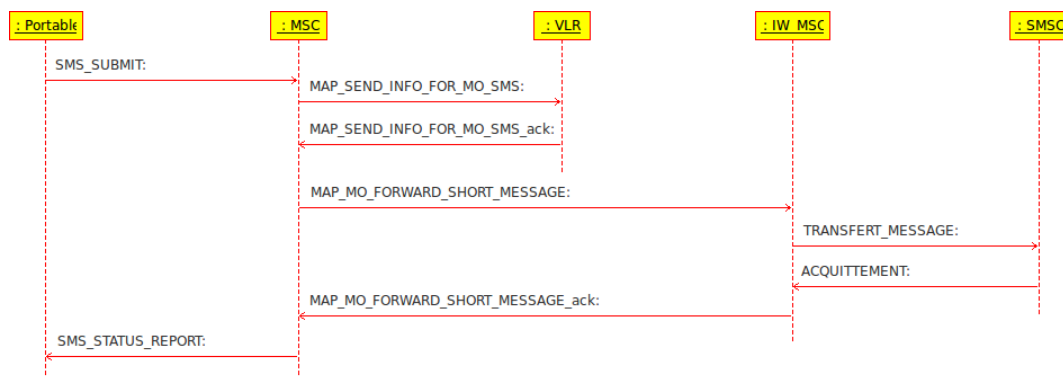 : Portable
: MSC
: VLR
: IW_MSC
: SMSC
SMS_SUBMIT:
MAP_SEND_INFO_FOR_MO_SMS:
MAP_SEND_INFO_FOR_MO_SMS_ack:
MAP_MO_FORWARD_SHORT_MESSAGE:
TRANSFERT_MESSAGE:
ACQUITTEMENT:
MAP_MO_FORWARD_SHORT_MESSAGE_ack:
SMS_STATUS_REPORT: